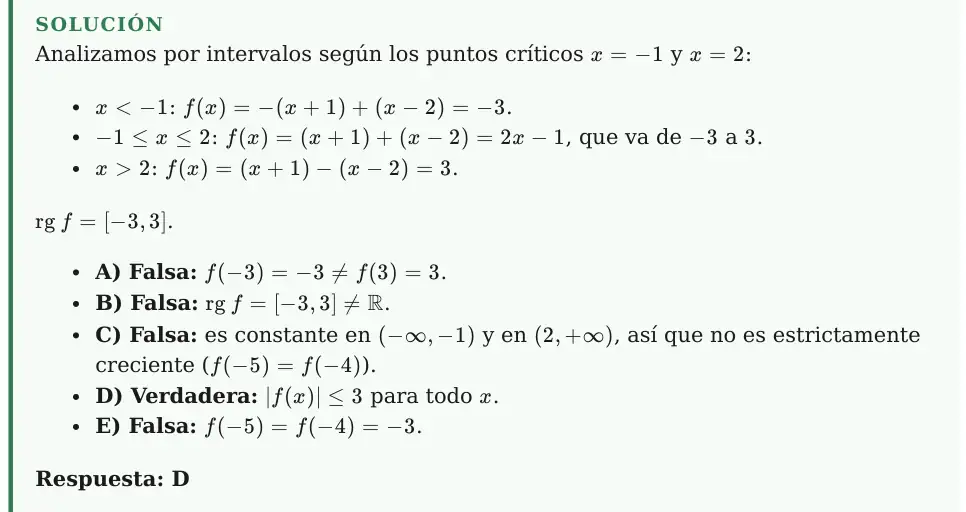 SOLUCIÓN
Analizamos por intervalos según los puntos críticos x = −1 y x = 2:
• x < −1: f(x) = −(x + 1) + (x − 2) = −3.
• −1 ≤ x ≤ 2: f(x) = (x + 1) + (x − 2) = 2x − 1, que va de −3 a 3.
• x > 2: f(x) = (x + 1) − (x − 2) = 3.
rg f = [−3, 3].
• A) Falsa: f(−3) = −3 ≠ f(3) = 3.
• B) Falsa: rg f = [−3, 3] ≠ ℝ.
• C) Falsa: es constante en (−∞, −1) y en (2, +∞), así que no es estrictamente
creciente (f(−5) = f(−4)).
• D) Verdadera: |f(x)| ≤ 3 para todo x.
• E) Falsa: f(−5) = f(−4) = −3.
Respuesta: D